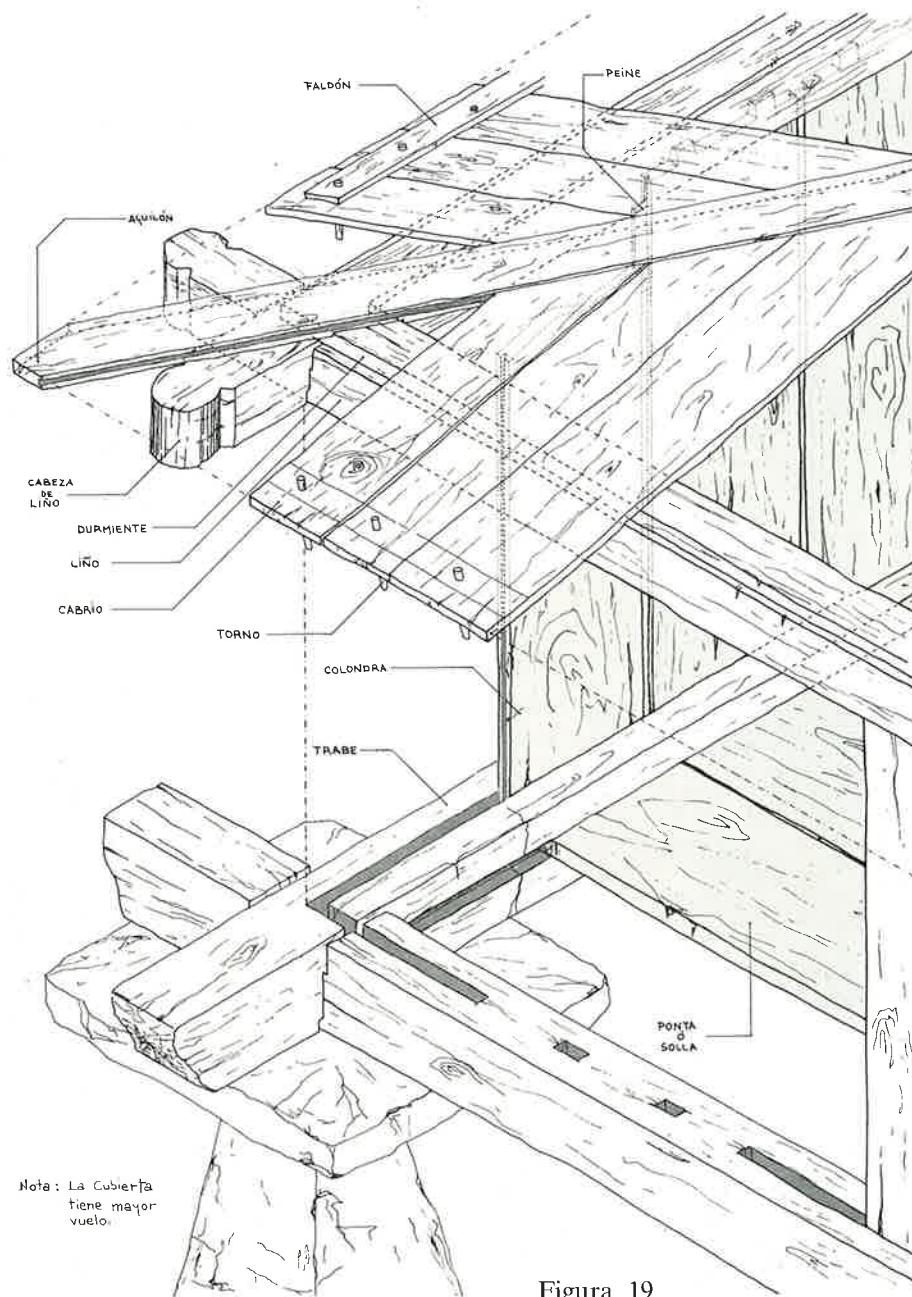 FALDÓN
PEINE
AGUILÓN
CABEZA
DE
LIÑO
DURMIENTE
LIÑO
CABRIO
TORNO
COLONDRA
TRABE
PONTA
Ó
SOLLA
Nota: La Cubierta
tiene mayor
vuelo.
Figura 19